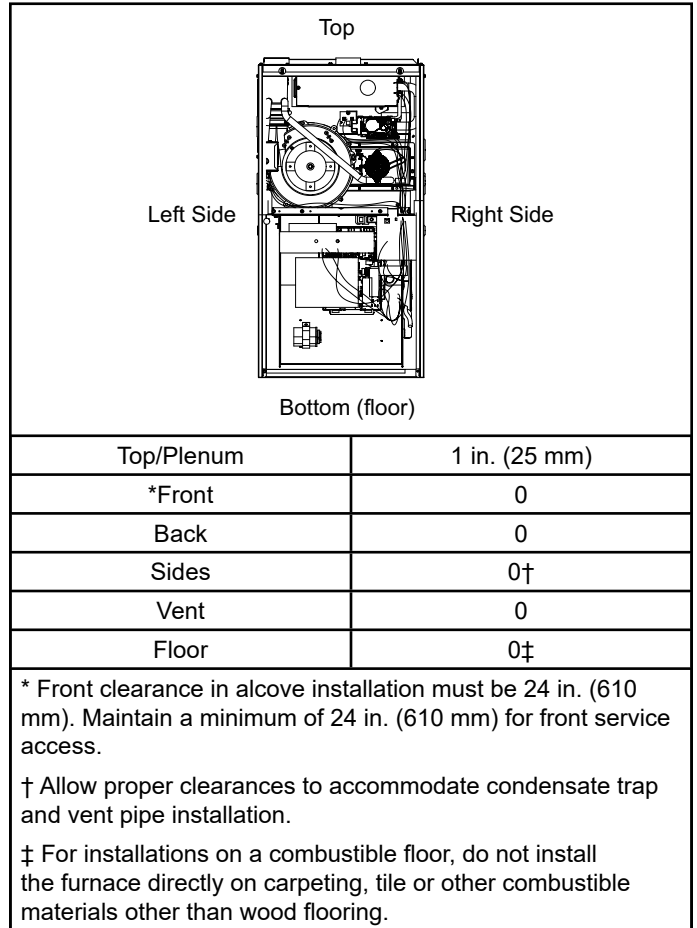 Top
Left Side
Right Side
Bottom (floor)
Top/Plenum 1 in. (25 mm)
*Front 0
Back 0
Sides 0†
Vent 0
Floor 0‡
* Front clearance in alcove installation must be 24 in. (610
mm). Maintain a minimum of 24 in. (610 mm) for front service
access.
† Allow proper clearances to accommodate condensate trap
and vent pipe installation.
‡ For installations on a combustible floor, do not install
the furnace directly on carpeting, tile or other combustible
materials other than wood flooring.